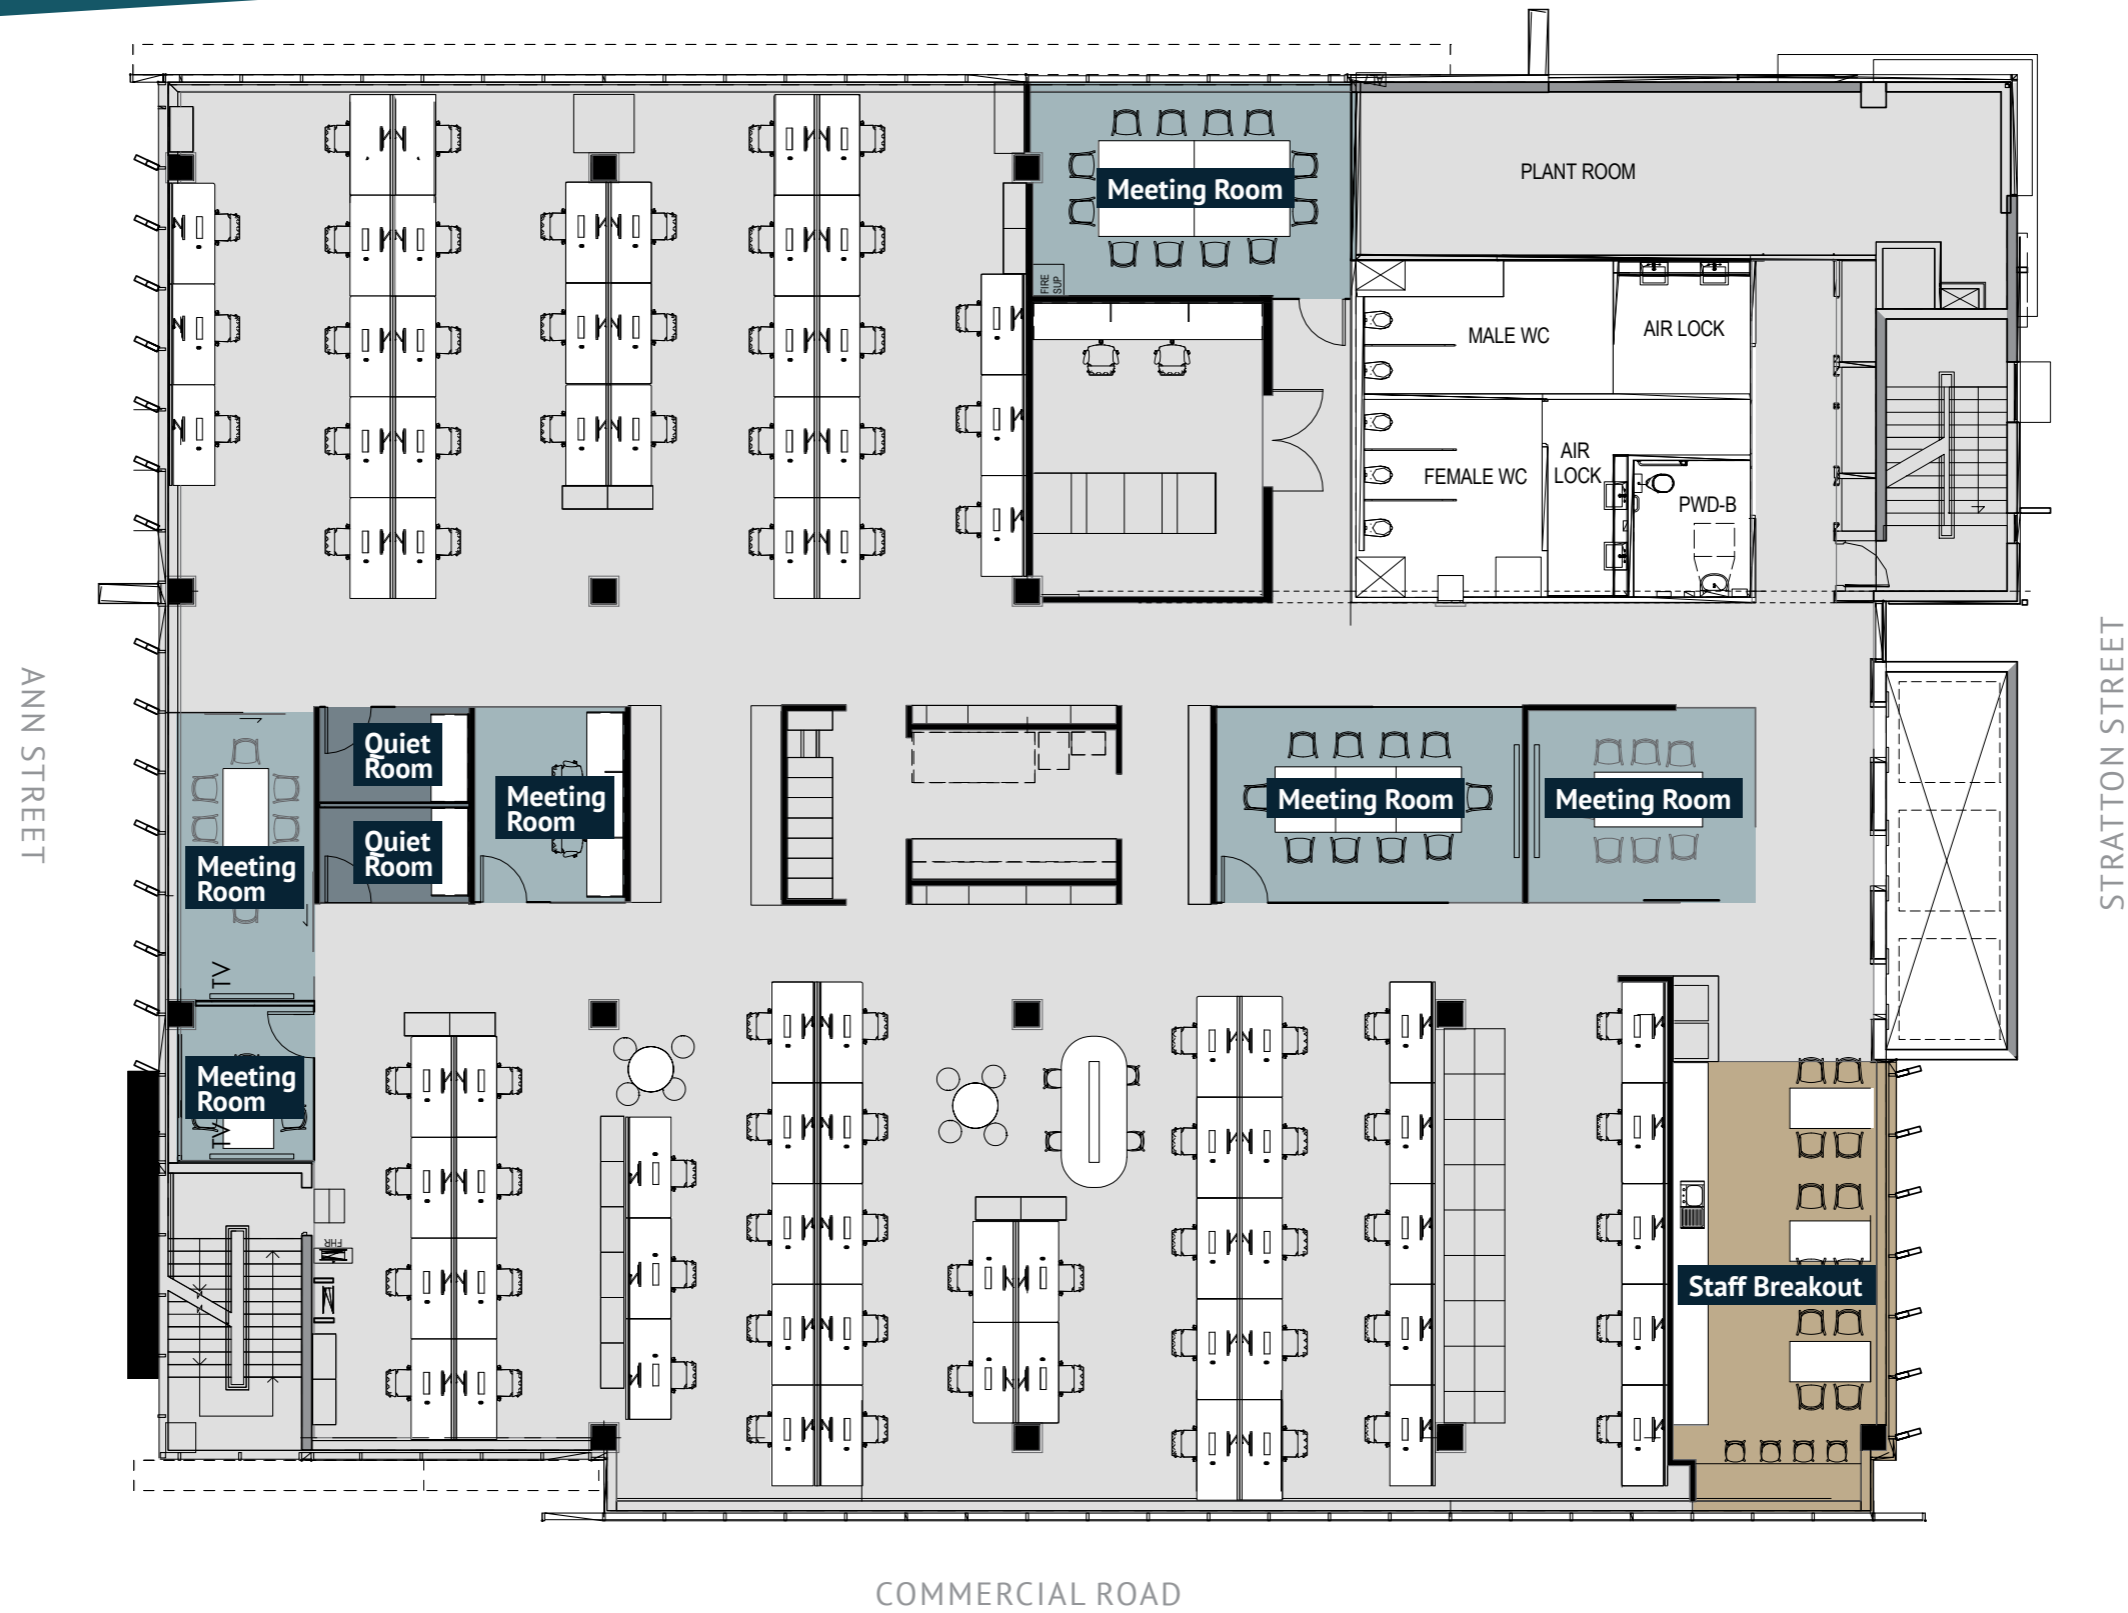 PLANT ROOM
Meeting Room
FIRE
SUP
MALE WC
AIR LOCK
AIR
LOCK
FEMALE WC
PWD-B
ANN STREET
STRATTON STREET
Quiet
Room
Meeting
Room
Meeting Room
Meeting Room
Quiet
Room
Meeting
Room
TV
Meeting
Room
TV
FHR
Staff Breakout
COMMERCIAL ROAD